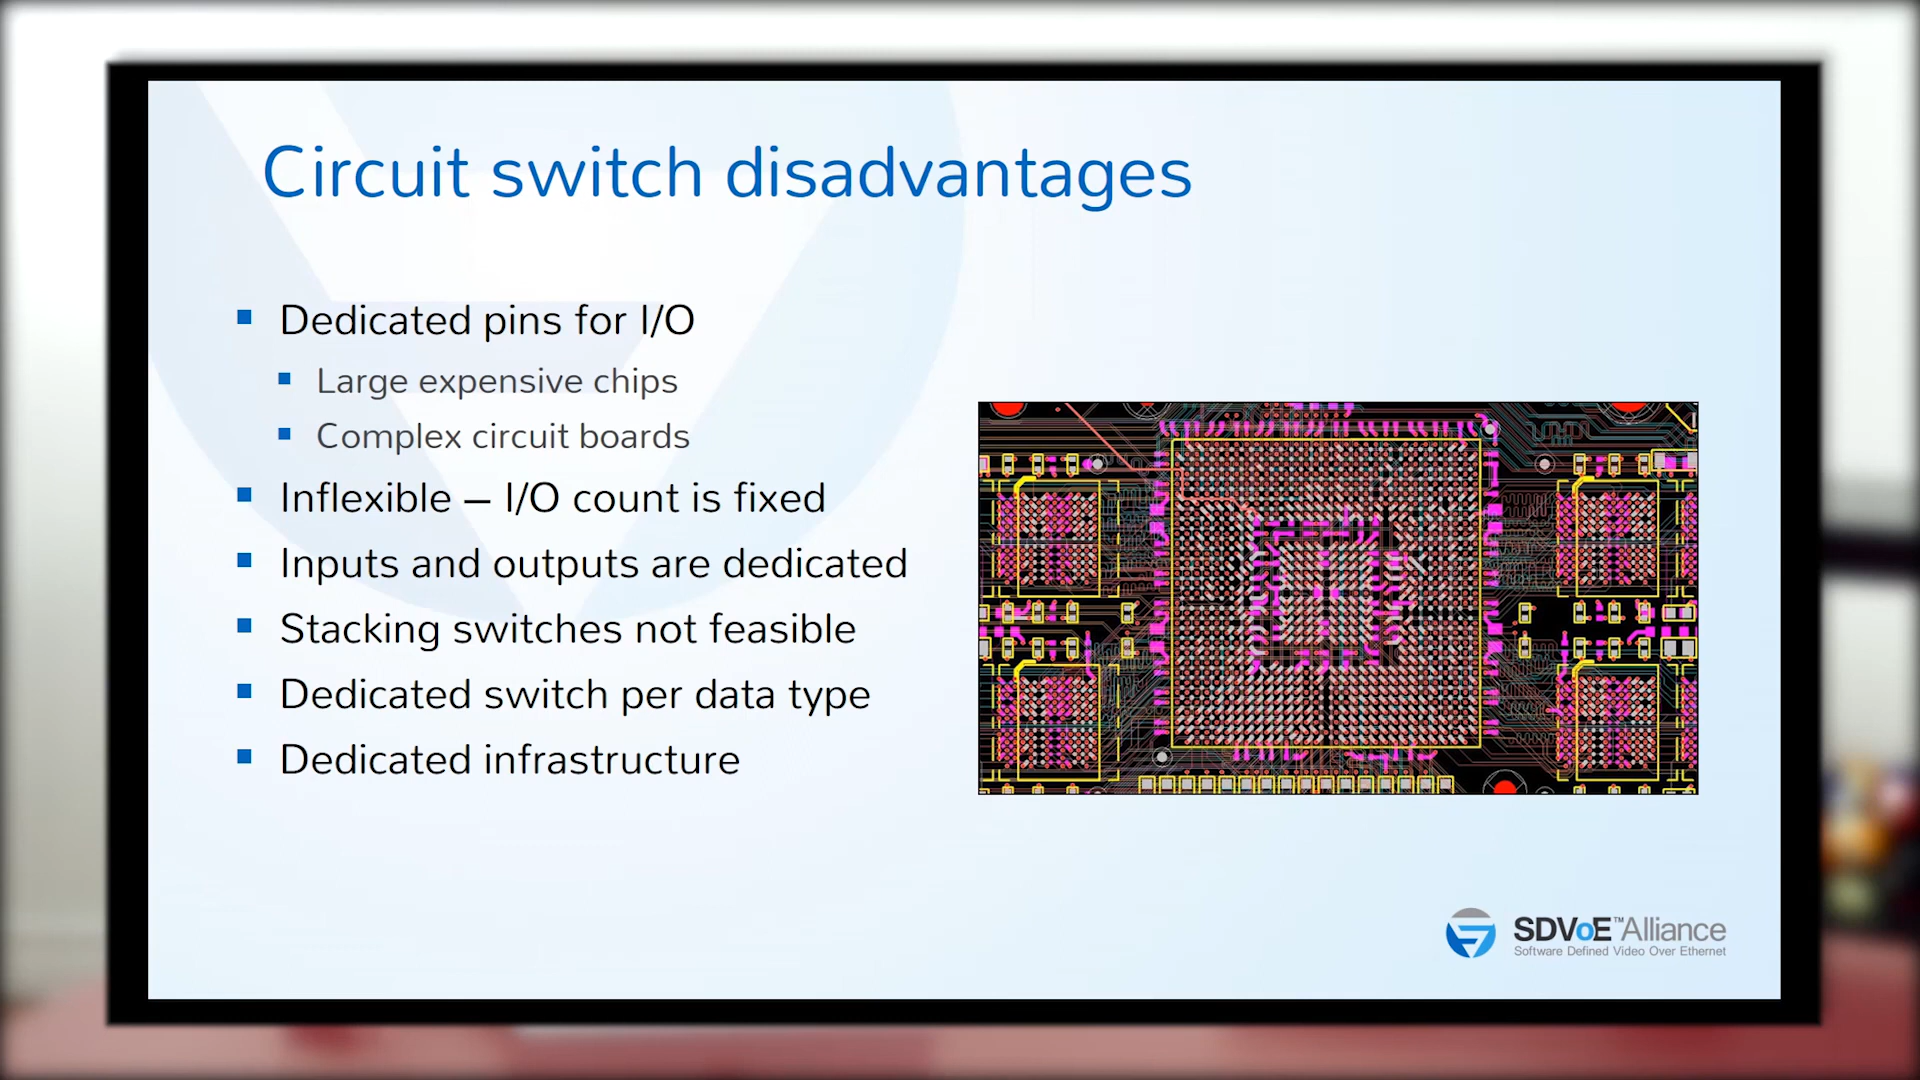 Circuit switch disadvantages
Dedicated pins for I/O
Large expensive chips
Complex circuit boards
Inflexible – I/O count is fixed
Inputs and outputs are dedicated
Stacking switches not feasible
Dedicated switch per data type
Dedicated infrastructure
SDVoE™Alliance
Software Defined Video Over Ethernet